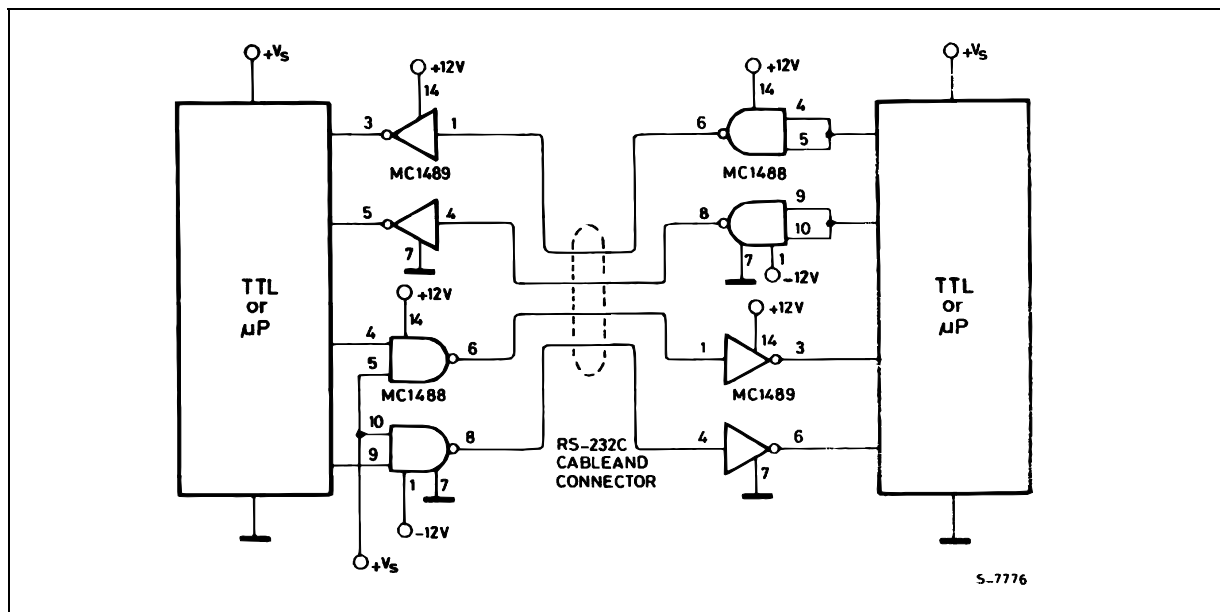 +VS
+VS
+12V
14
3
1
MC1489
5
4
7
+12V
14
4
6
5
MC1488
9
8
10
7
1
-12V
TTL
or
µP
TTL
or
µP
+12V
14
4
6
5
MC1488
10
8
9
1
7
-12V
+VS
+12V
14
1
3
MC1489
4
6
7
RS-232C
CABLEAND
CONNECTOR
S-7776